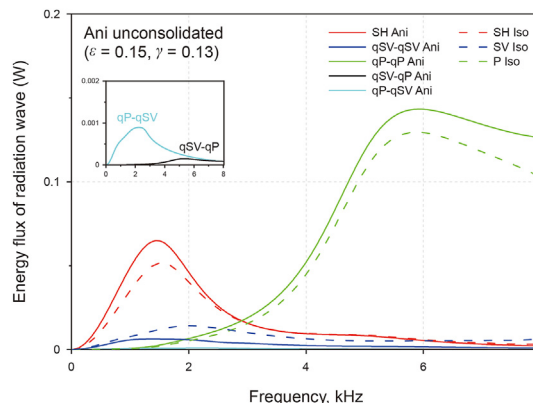 Ani unconsolidated
(ε = 0.15, γ = 0.13)
SH Ani
qSV-qSV Ani
qP-qP Ani
qSV-qP Ani
qP-qSV Ani
SH Iso
SV Iso
P Iso
0.002
0.001
0
qP-qSV
qSV-qP
0 2 4 6 8
0.2
0.1
0
Energy flux of radiation wave (W)
0 2 4 6
Frequency, kHz